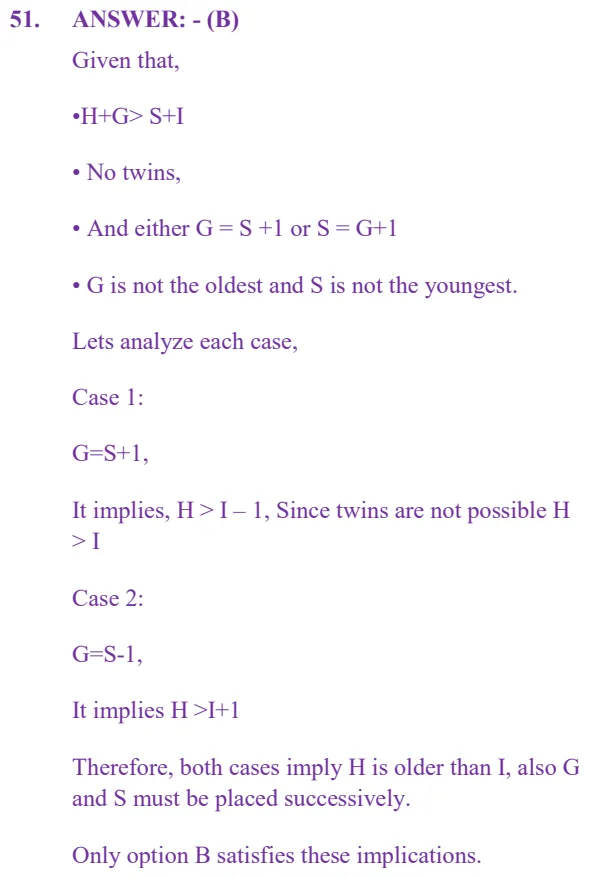 51. ANSWER: - (B)
Given that,
•H+G> S+I
• No twins,
• And either G = S +1 or S = G+1
• G is not the oldest and S is not the youngest.
Lets analyze each case,
Case 1:
G=S+1,
It implies, H > I – 1, Since twins are not possible H
> I
Case 2:
G=S-1,
It implies H >I+1
Therefore, both cases imply H is older than I, also G
and S must be placed successively.
Only option B satisfies these implications.